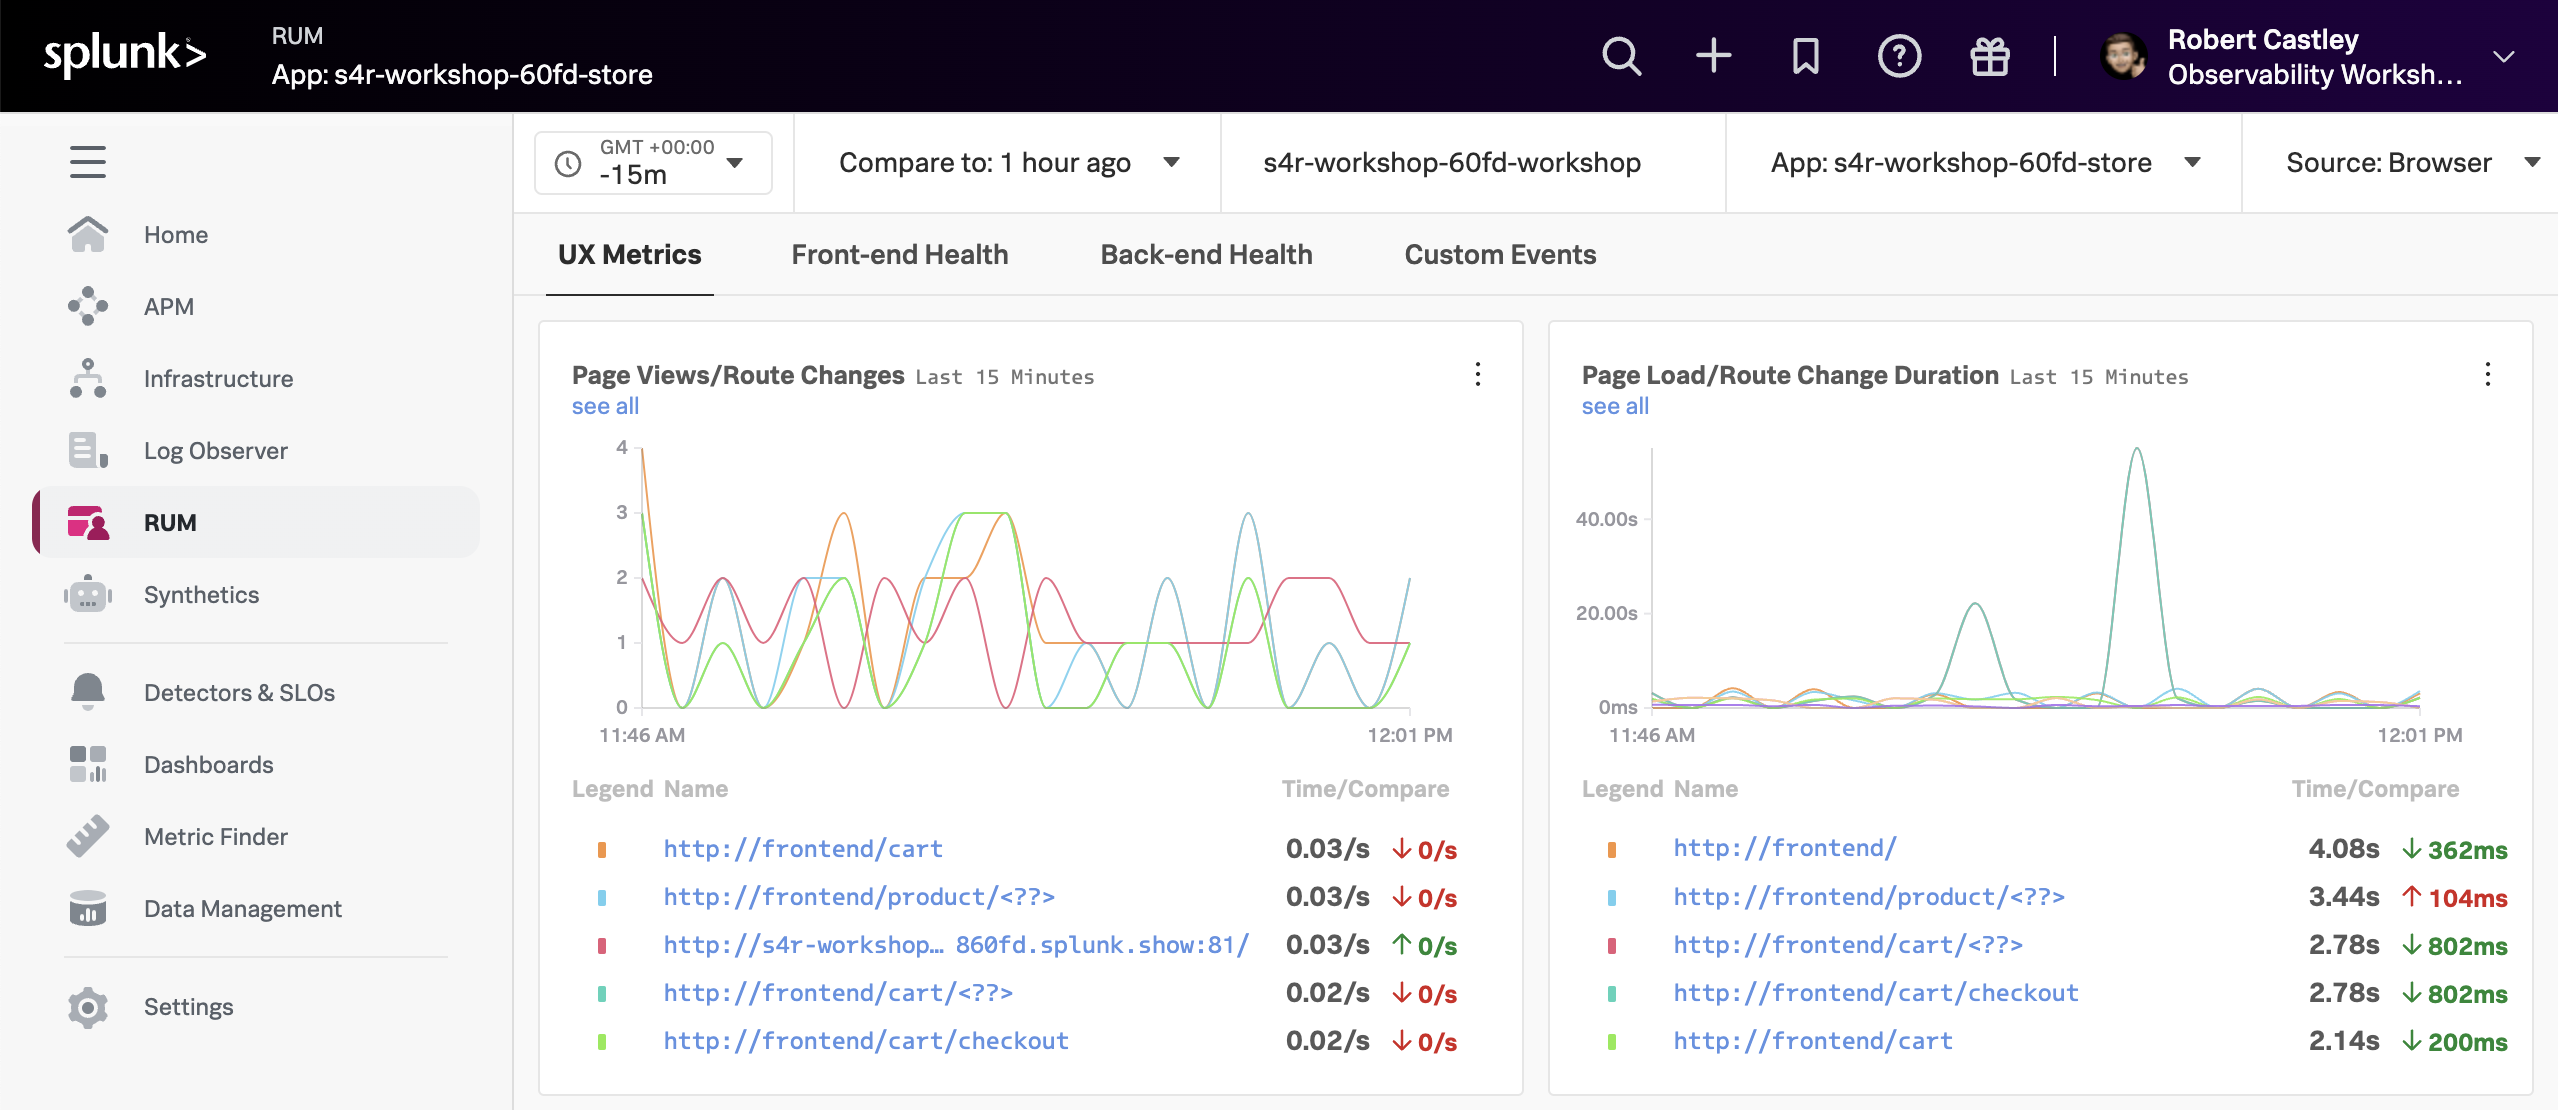 splunk>
RUM
App: s4r-workshop-60fd-store
Robert Castley
Observability Worksh...
Home
APM
Infrastructure
Log Observer
RUM
Synthetics
Detectors & SLOs
Dashboards
Metric Finder
Data Management
Settings
GMT +00:00
-15m
Compare to: 1 hour ago
s4r-workshop-60fd-workshop
App: s4r-workshop-60fd-store
Source: Browser
UX Metrics
Front-end Health
Back-end Health
Custom Events
Page Views/Route Changes Last 15 Minutes
see all
4
3
2
1
0
11:46 AM
12:01 PM
Legend Name Time/Compare
http://frontend/cart 0.03/s ↓0/s
http://frontend/product/<??> 0.03/s ↓0/s
http://s4r-workshop… 860fd.splunk.show:81/ 0.03/s ↑0/s
http://frontend/cart/<??> 0.02/s ↓0/s
http://frontend/cart/checkout 0.02/s ↓0/s
Page Load/Route Change Duration Last 15 Minutes
see all
40.00s
20.00s
0ms
11:46 AM
12:01 PM
Legend Name Time/Compare
http://frontend/ 4.08s ↓362ms
http://frontend/product/<??> 3.44s ↑104ms
http://frontend/cart/<??> 2.78s ↓802ms
http://frontend/cart/checkout 2.78s ↓802ms
http://frontend/cart 2.14s ↓200ms